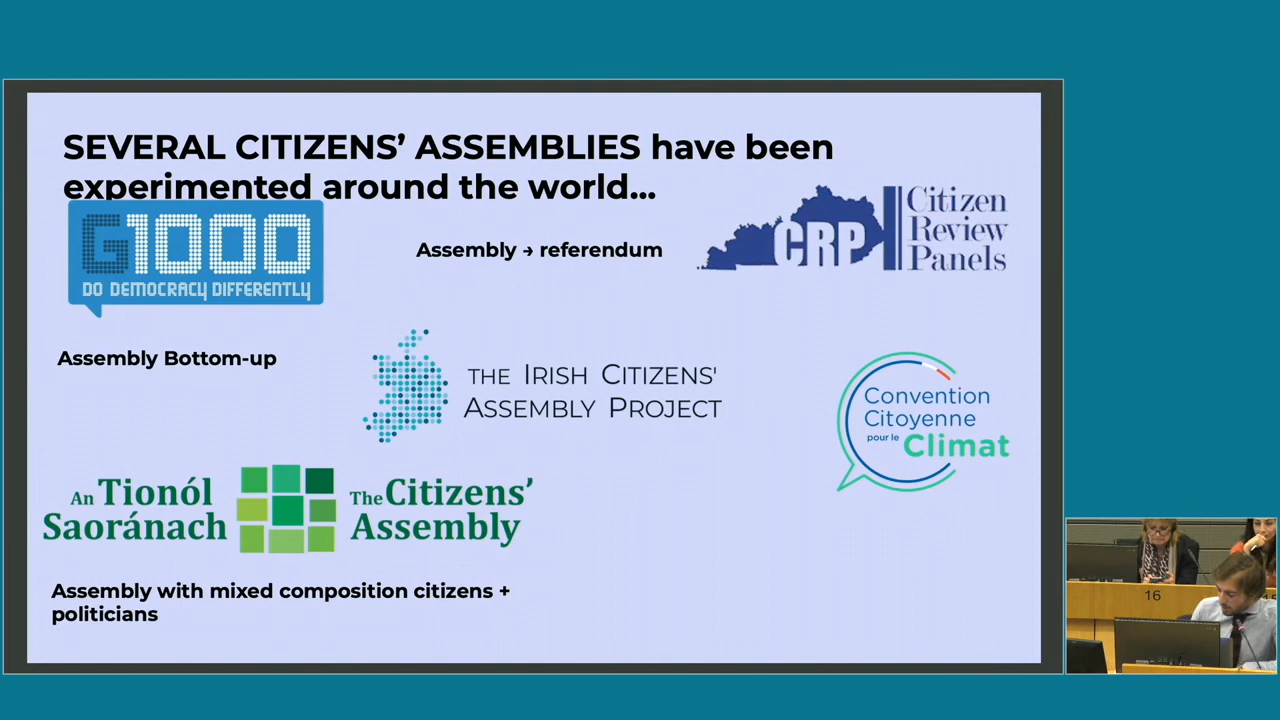 SEVERAL CITIZENS’ ASSEMBLIES have been
experimented around the world...
G1000
DO DEMOCRACY DIFFERENTLY
Assembly → referendum
CRP
Citizen
Review
Panels
Assembly Bottom-up
THE IRISH CITIZENS'
ASSEMBLY PROJECT
Convention
Citoyenne
pour le Climat
An Tionól
Saoránach
The Citizens’
Assembly
Assembly with mixed composition citizens +
politicians
16